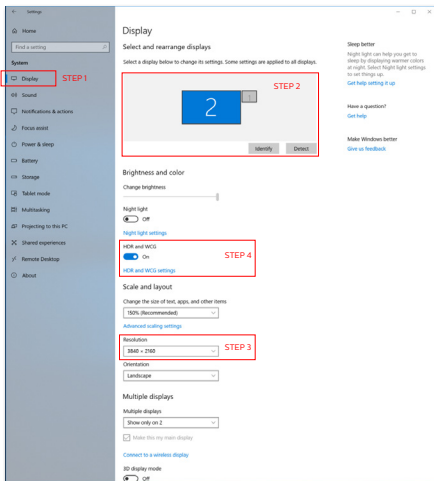 Settings
Home
Find a setting
System
Display STEP 1
Sound
Notifications & actions
Focus assist
Power & sleep
Battery
Storage
Tablet mode
Multitasking
Projecting to this PC
Shared experiences
Remote Desktop
About
Display
Select and rearrange displays
Select a display below to change its settings. Some settings are applied to all displays.
STEP 2
2
1
Identify Detect
Brightness and color
Change brightness
Night light
Off
Night light settings
HDR and WCG
On
STEP 4
HDR and WCG settings
Scale and layout
Change the size of text, apps, and other items
150% (Recommended)
Advanced scaling settings
Resolution
3840 × 2160
STEP 3
Orientation
Landscape
Multiple displays
Multiple displays
Show only on 2
Make this my main display
Connect to a wireless display
3D display mode
Off
Sleep better
Night light can help you get to
sleep by displaying warmer colors
at night. Select Night light settings
to set things up.
Get help setting it up
Have a question?
Get help
Make Windows better
Give us feedback